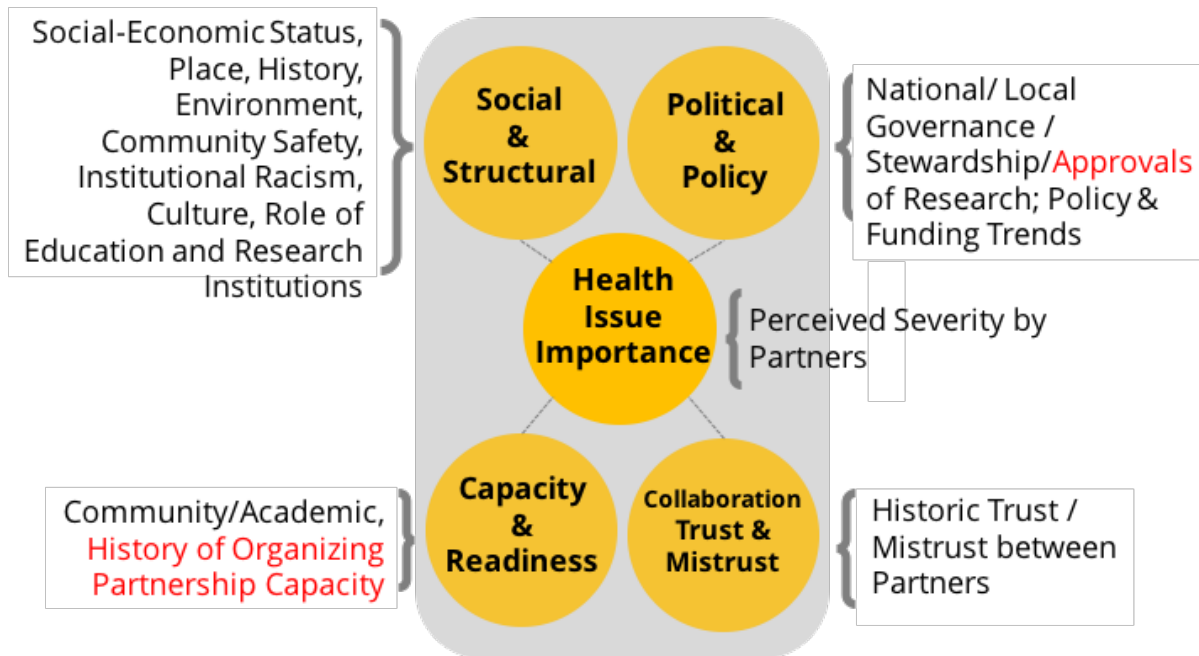 Social-Economic Status,
Place, History,
Environment,
Community Safety,
Institutional Racism,
Culture, Role of
Education and Research
Institutions
Social
&
Structural
Political
&
Policy
National/ Local
Governance /
Stewardship/Approvals
of Research; Policy &
Funding Trends
Health
Issue
Importance
Perceived Severity by
Partners
Community/Academic,
History of Organizing
Partnership Capacity
Capacity
&
Readiness
Collaboration
Trust &
Mistrust
Historic Trust /
Mistrust between
Partners